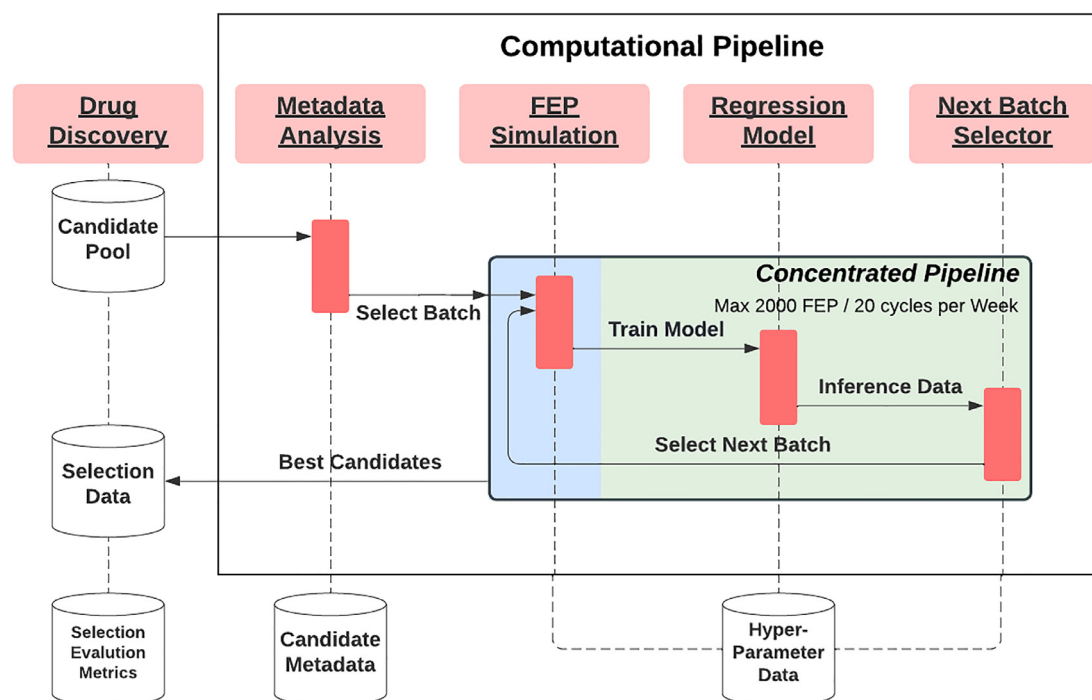 Computational Pipeline
Drug
Discovery
Metadata
Analysis
FEP
Simulation
Regression
Model
Next Batch
Selector
Candidate
Pool
Concentrated Pipeline
Max 2000 FEP / 20 cycles per Week
Select Batch
Train Model
Inference Data
Select Next Batch
Best Candidates
Selection
Data
Selection
Evalution
Metrics
Candidate
Metadata
Hyper-
Parameter
Data